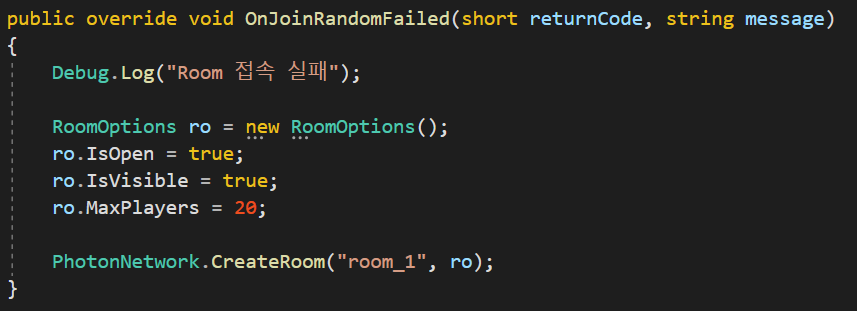 public override void OnJoinRandomFailed(short returnCode, string message)
{
    Debug.Log("Room 접속 실패");
    RoomOptions ro = new RoomOptions();
    ro.IsOpen = true;
    ro.IsVisible = true;
    ro.MaxPlayers = 20;
    PhotonNetwork.CreateRoom("room_1", ro);
}